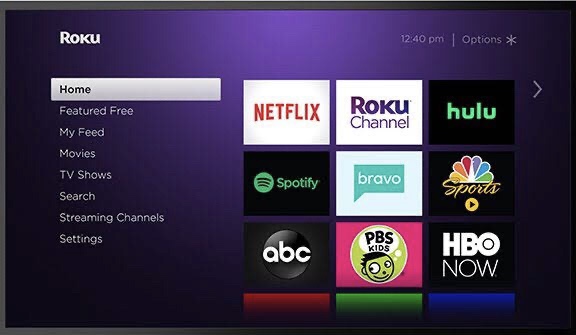 Roku
12:40 pm | Options
Home
Featured Free
My Feed
Movies
TV Shows
Search
Streaming Channels
Settings
NETFLIX
Roku
Channel
hulu
Spotify
bravo
Sports
abc
PBS
KIDS
HBO
NOW